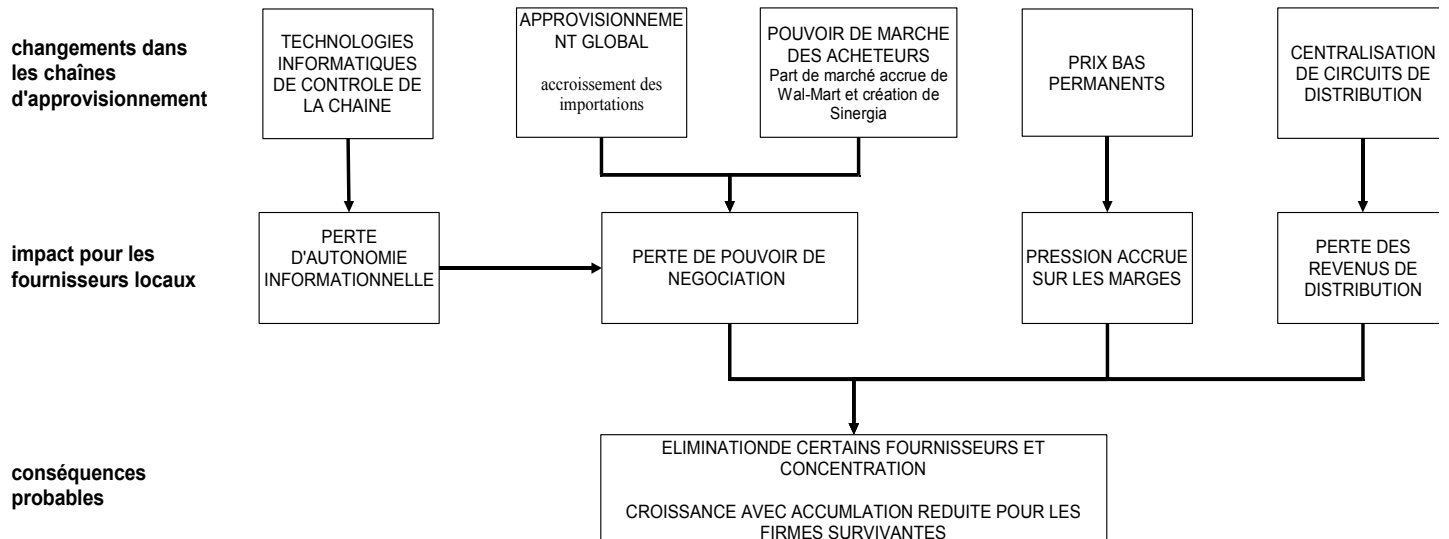 changements dans
les chaînes
d'approvisionnement
TECHNOLOGIES
INFORMATIQUES
DE CONTROLE DE
LA CHAINE
APPROVISIONNEME
NT GLOBAL
accroissement des
importations
POUVOIR DE MARCHE
DES ACHETEURS
Part de marché accrue de
Wal-Mart et création de
Sinergia
PRIX BAS
PERMANENTS
CENTRALISATION
DE CIRCUITS DE
DISTRIBUTION
impact pour les
fournisseurs locaux
PERTE
D'AUTONOMIE
INFORMATIONNELLE
PERTE DE POUVOIR DE
NEGOCIATION
PRESSION ACCRUE
SUR LES MARGES
PERTE DES
REVENUS DE
DISTRIBUTION
conséquences
probables
ELIMINATIONDE CERTAINS FOURNISSEURS ET
CONCENTRATION
CROISSANCE AVEC ACCUMLATION REDUITE POUR LES
FIRMES SURVIVANTES